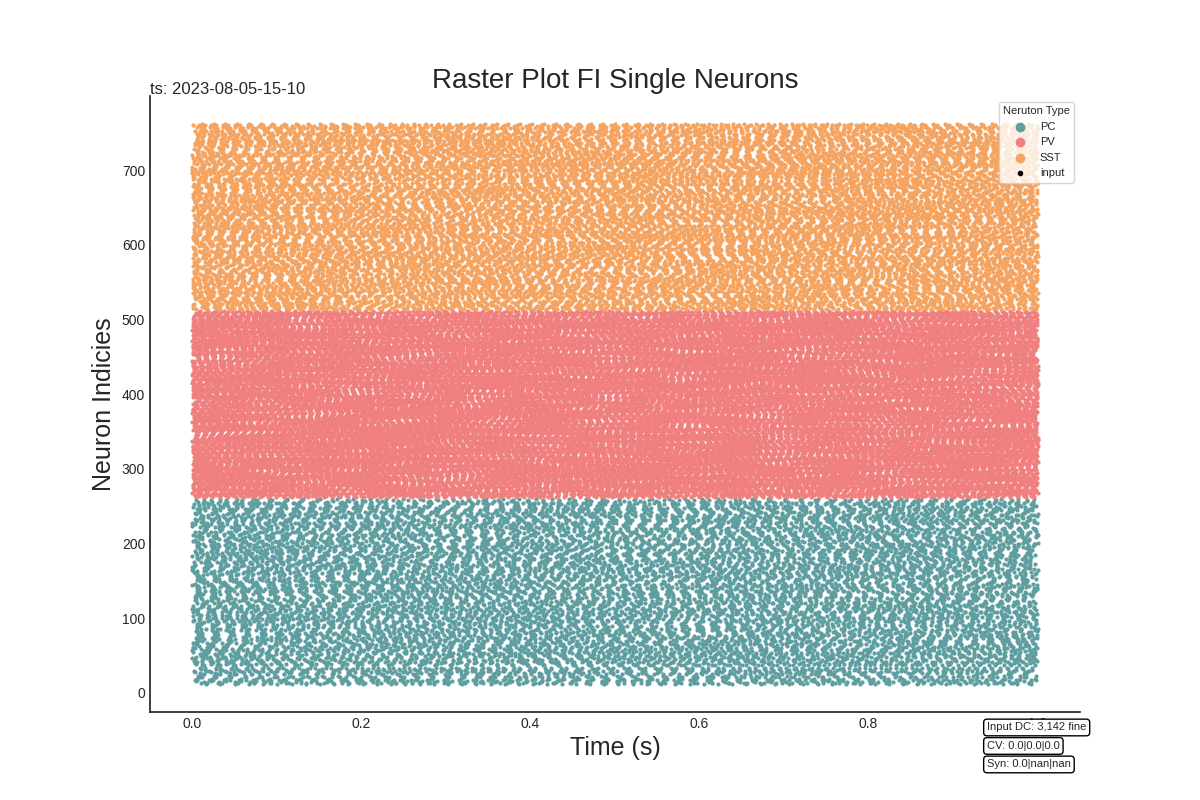 Raster Plot FI Single Neurons
ts: 2023-08-05-15-10
Neruton Type
PC
PV
SST
input
Neuron Indicies
700
600
500
400
300
200
100
0
0.0
0.2
0.4
0.6
0.8
Time (s)
Input DC: 3,142 fine
CV: 0.0|0.0|0.0
Syn: 0.0|nan|nan